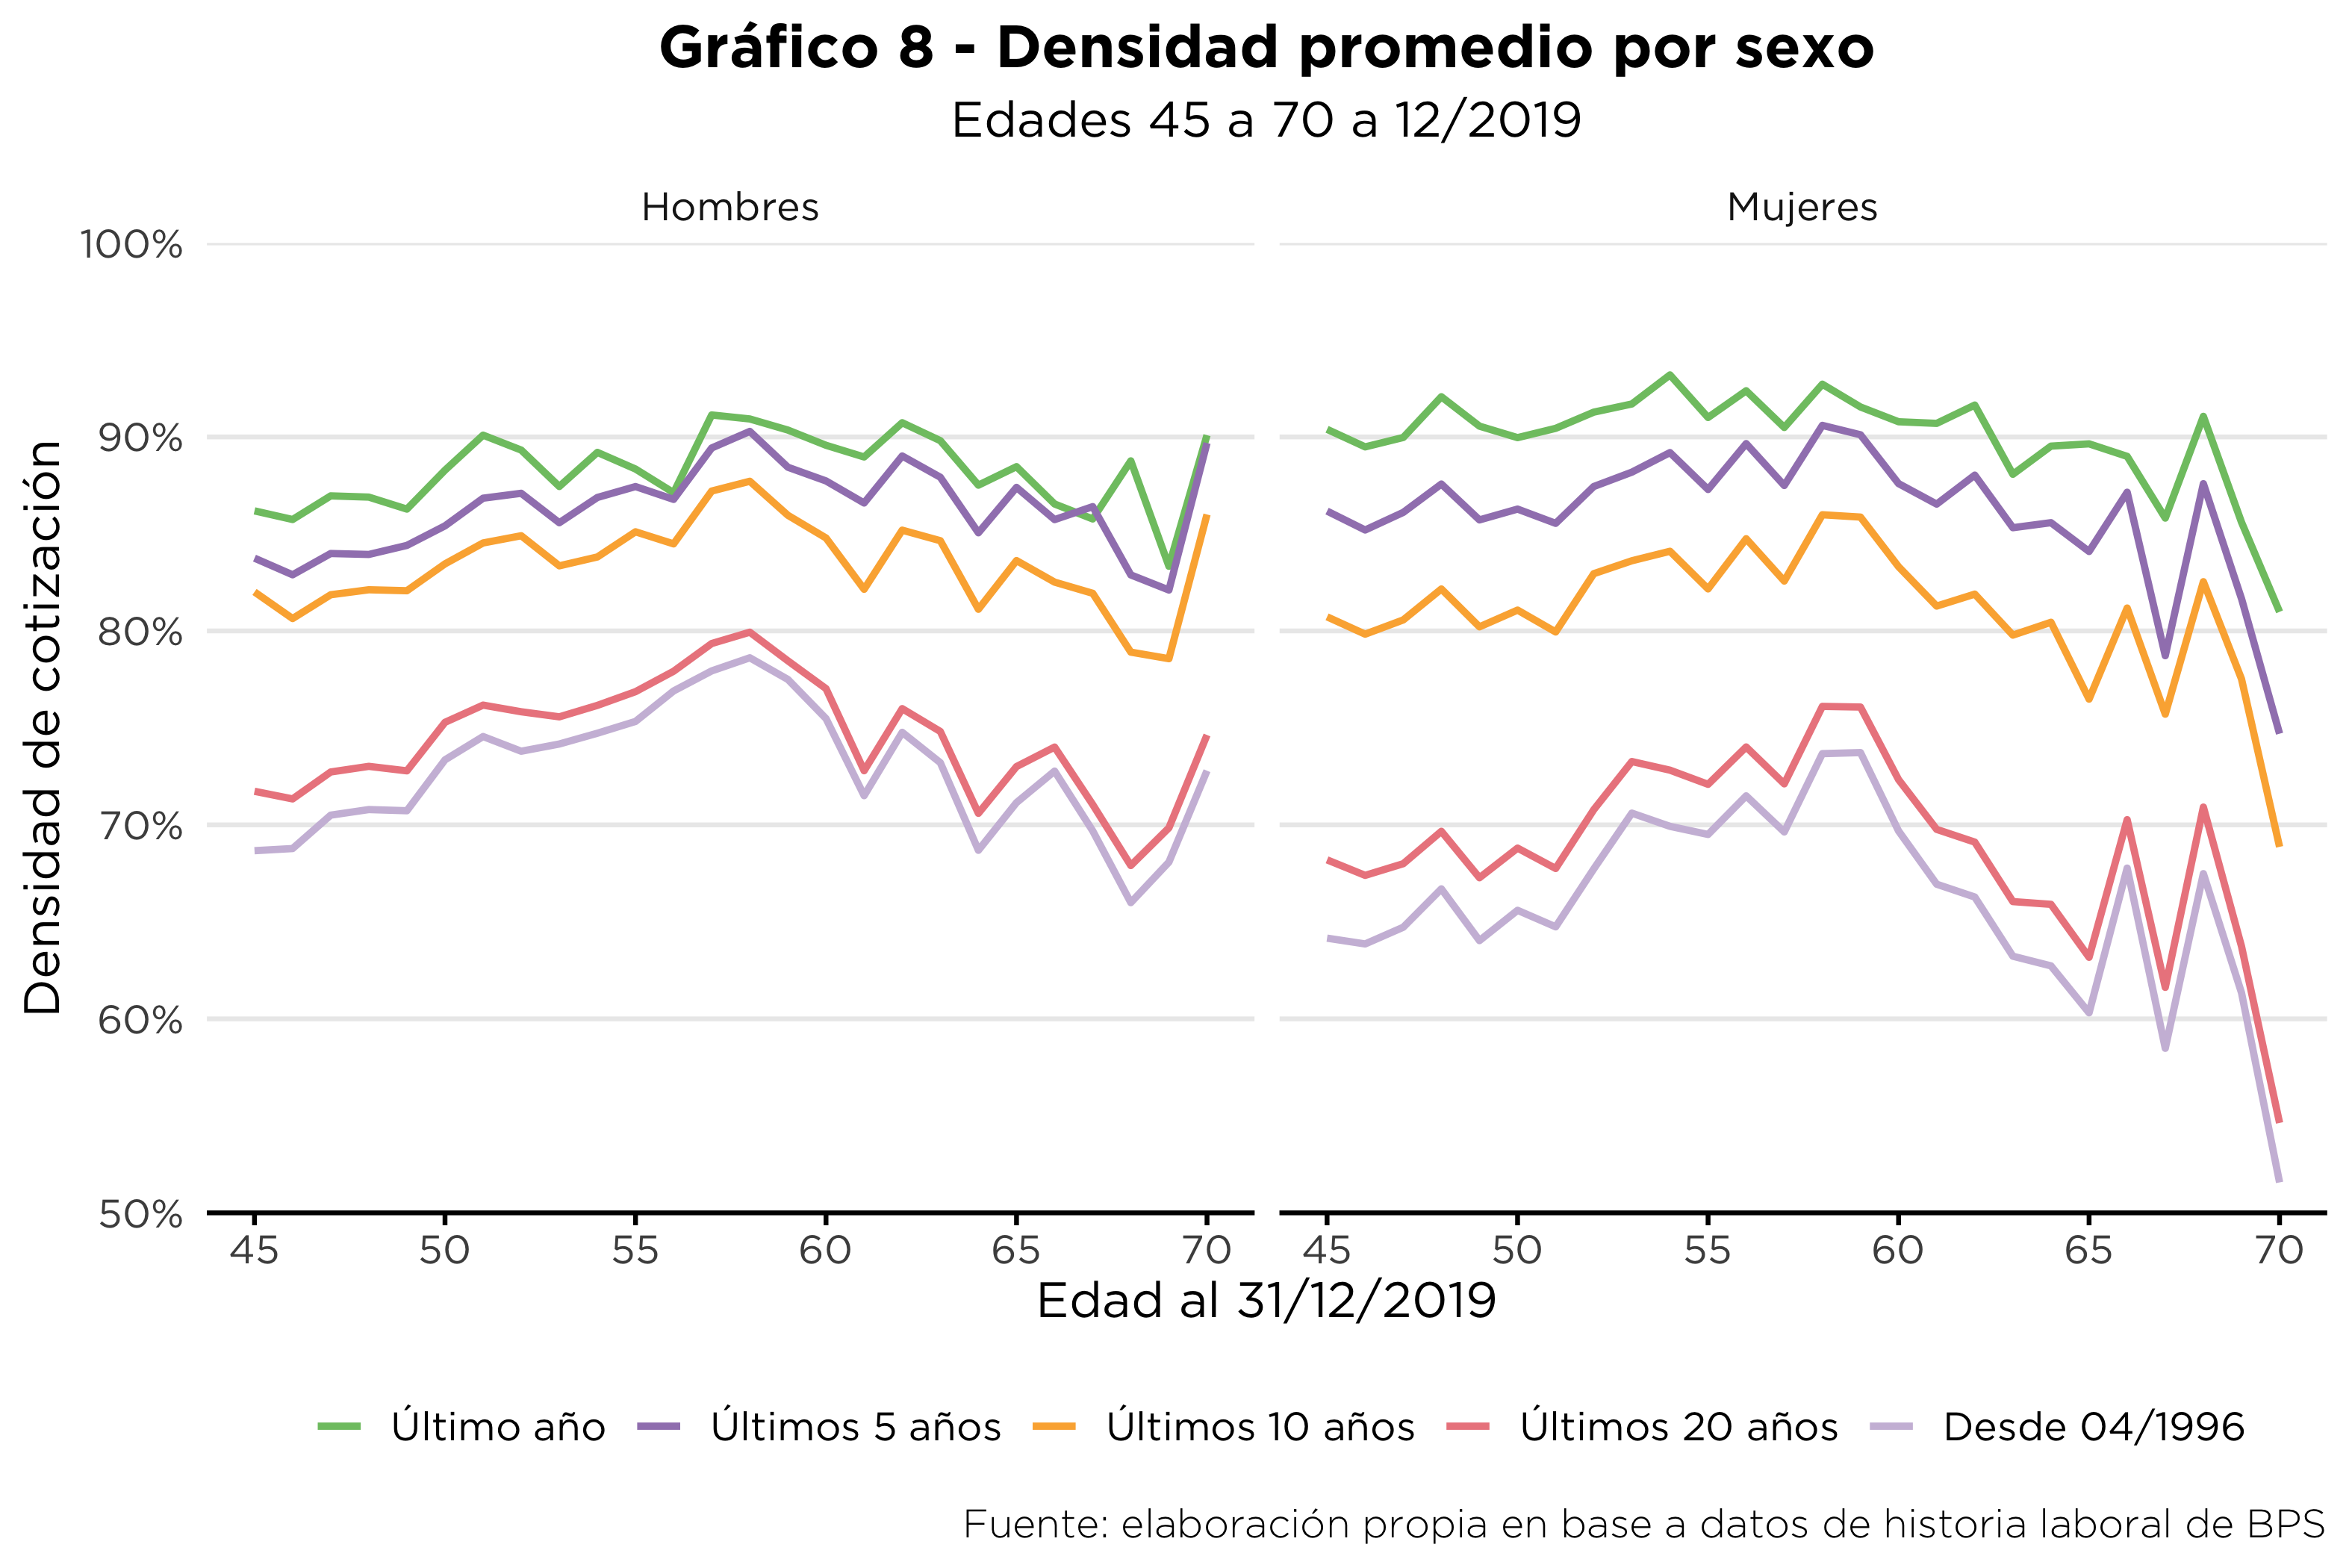 Gráfico 8 - Densidad promedio por sexo
Edades 45 a 70 a 12/2019
Hombres
Mujeres
100%
90%
80%
70%
60%
50%
Densidad de cotización
45 50 55 60 65 70
45 50 55 60 65 70
Edad al 31/12/2019
Último año Últimos 5 años Últimos 10 años Últimos 20 años Desde 04/1996
Fuente: elaboración propia en base a datos de historia laboral de BPS